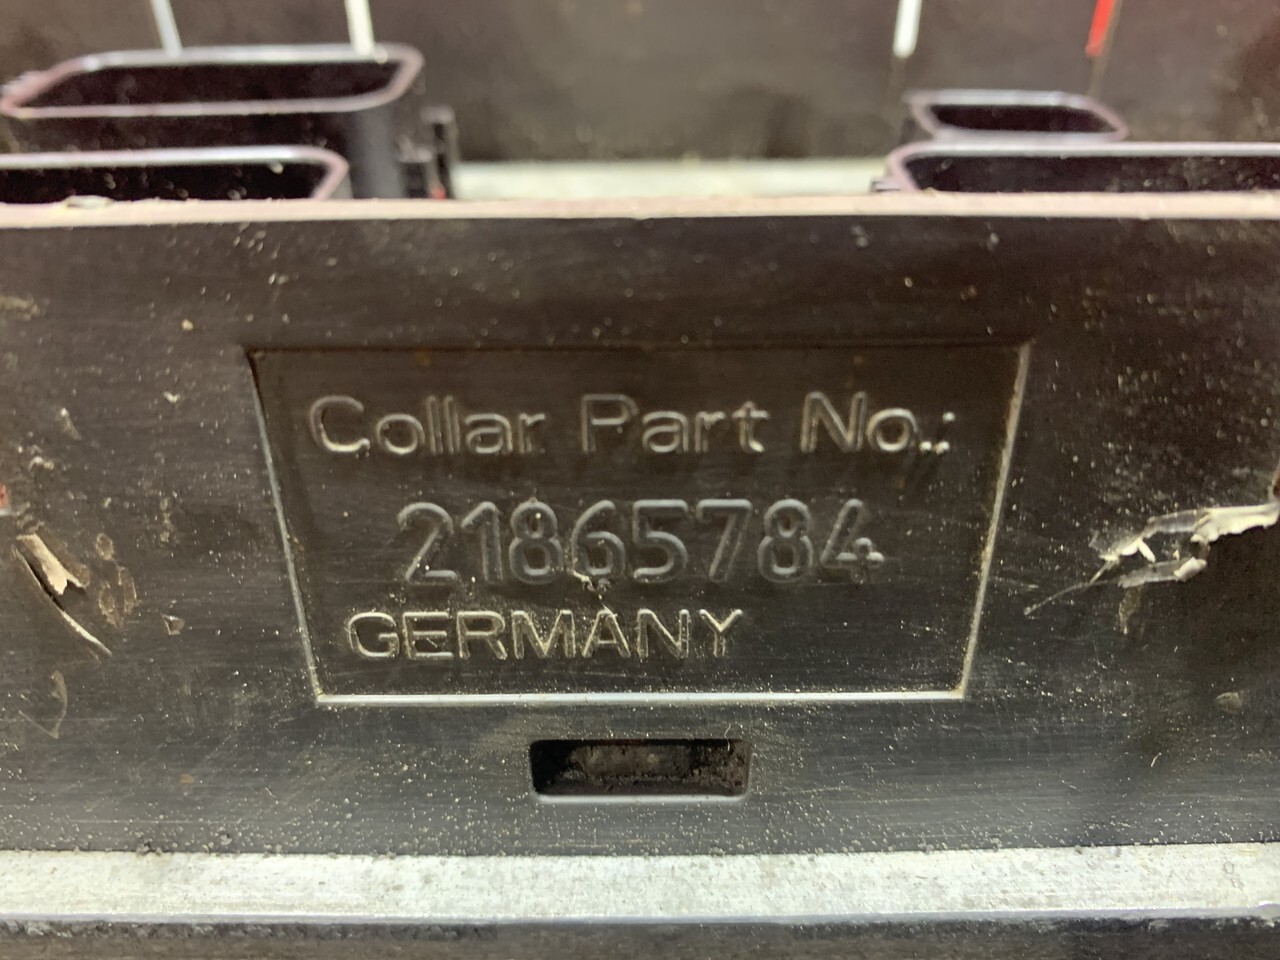 Collar Part No.:
21865784
GERMANY